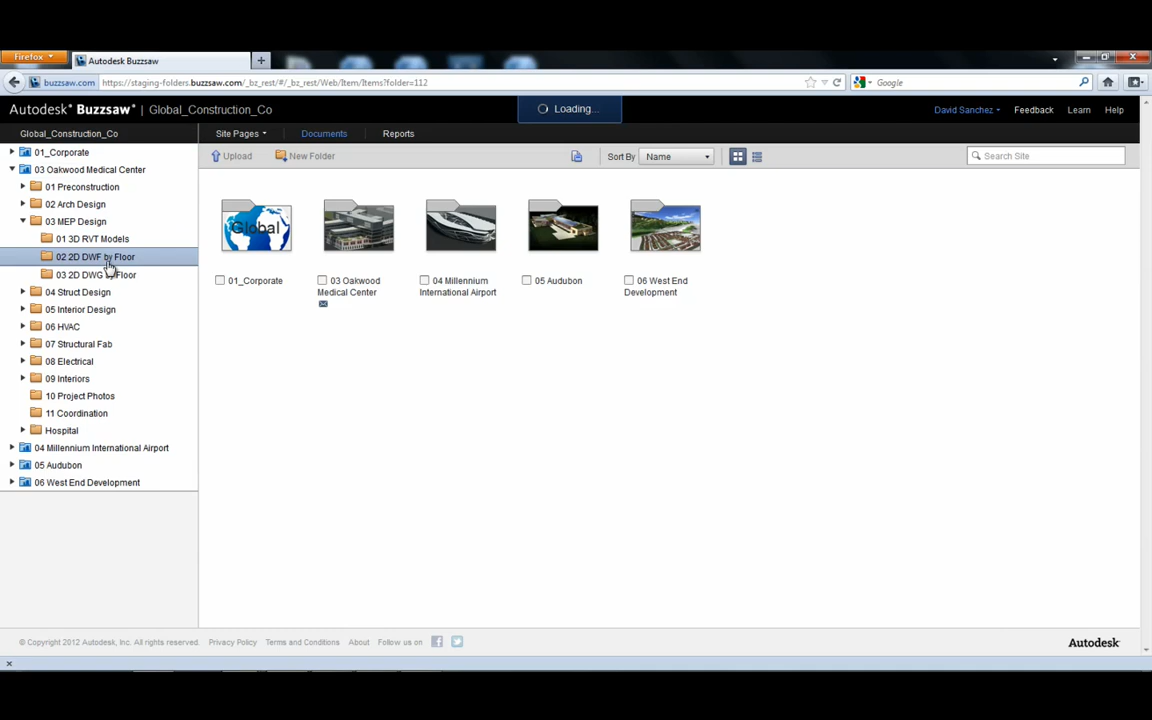 Firefox
Autodesk Buzzsaw
buzzsaw.com
https://staging-folders.buzzsaw.com/_bz_rest/#/_bz_rest/Web/Item/Items?folder=112
Google
Autodesk® Buzzsaw® | Global_Construction_Co
Loading...
David Sanchez
Feedback
Learn
Help
Global_Construction_Co
Site Pages
Documents
Reports
Upload
New Folder
Sort By
Name
Search Site
01_Corporate
03 Oakwood Medical Center
01 Preconstruction
02 Arch Design
03 MEP Design
01 3D RVT Models
02 2D DWF by Floor
03 2D DWG by Floor
04 Struct Design
05 Interior Design
06 HVAC
07 Structural Fab
08 Electrical
09 Interiors
10 Project Photos
11 Coordination
Hospital
04 Millennium International Airport
05 Audubon
06 West End Development
Global
01_Corporate
03 Oakwood
Medical Center
04 Millennium
International Airport
05 Audubon
06 West End
Development
© Copyright 2012 Autodesk, Inc. All rights reserved.
Privacy Policy
Terms and Conditions
About
Follow us on
Autodesk